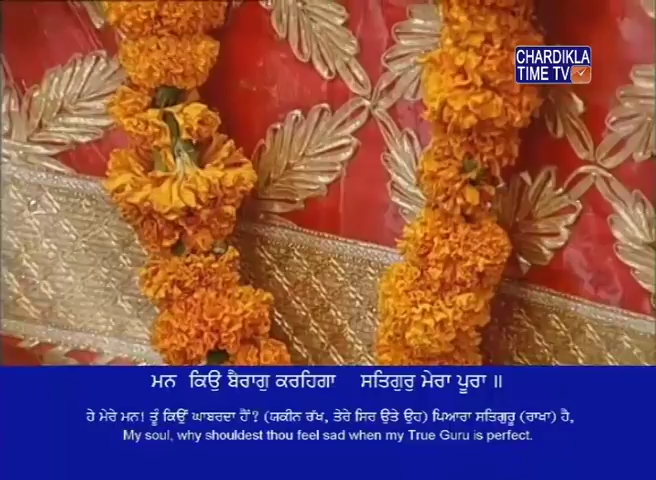 CHARDIKLA
TIME TV
ਮਨ ਕਿਉ ਬੈਰਾਗੁ ਕਰਹਿਗਾ ਸਤਿਗੁਰੁ ਮੇਰਾ ਪੂਰਾ ॥
ਹੇ ਮੇਰੇ ਮਨ! ਤੂੰ ਕਿਉਂ ਘਾਬਰਦਾ ਹੈਂ? (ਯਕੀਨ ਰੱਖ, ਤੇਰੇ ਸਿਰ ਉਤੇ ਉਹ) ਪਿਆਰਾ ਸਤਿਗੁਰੂ (ਰਾਖਾ) ਹੈ,
My soul, why shouldest thou feel sad when my True Guru is perfect.